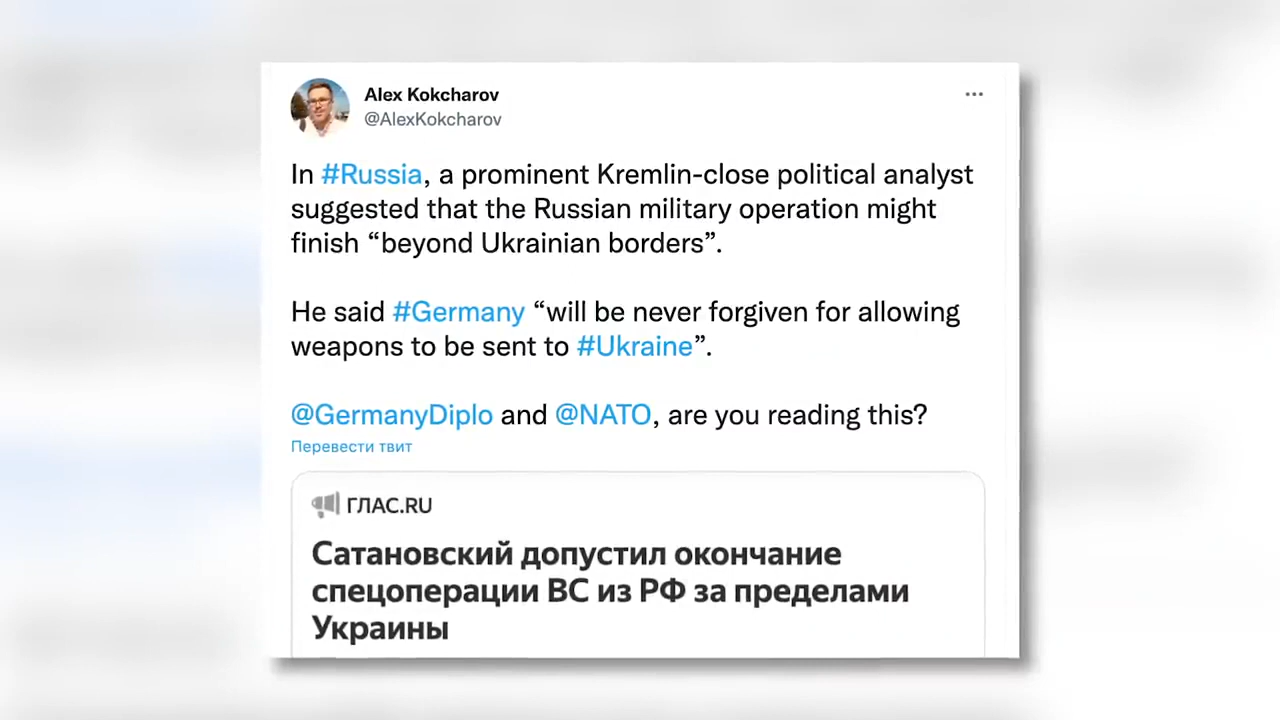 Alex Kokcharov
@AlexKokcharov
In #Russia, a prominent Kremlin-close political analyst
suggested that the Russian military operation might
finish “beyond Ukrainian borders”.
He said #Germany “will be never forgiven for allowing
weapons to be sent to #Ukraine”.
@GermanyDiplo and @NATO, are you reading this?
Перевести твит
ГЛАС.RU
Сатановский допустил окончание
спецоперации ВС из РФ за пределами
Украины